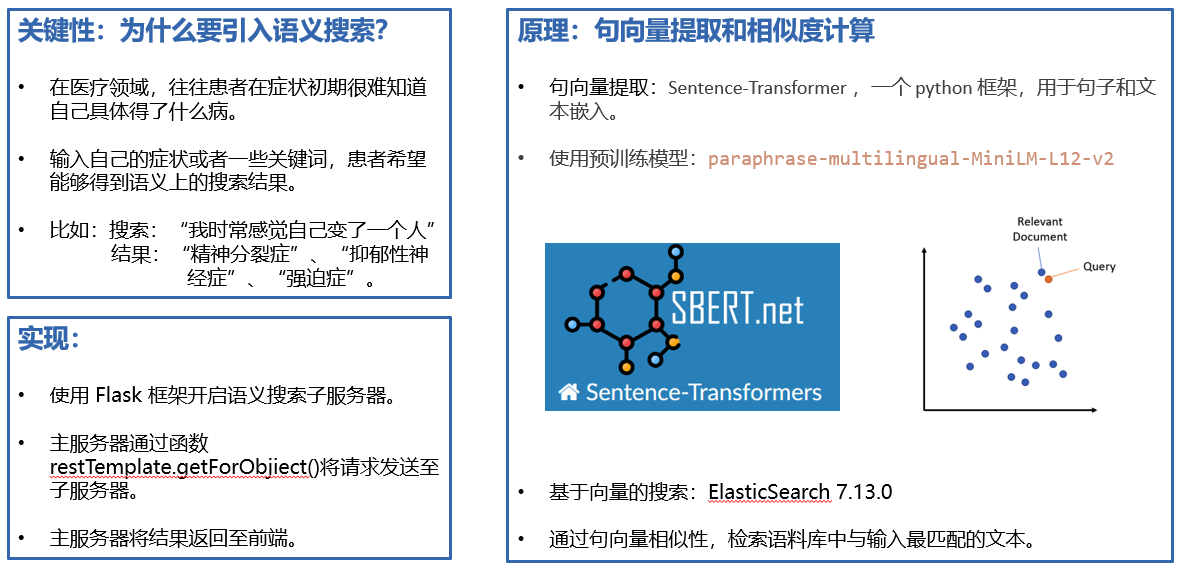 关键性：为什么要引入语义搜索？
• 在医疗领域，往往患者在症状初期很难知道
自己具体得了什么病。
• 输入自己的症状或者一些关键词，患者希望
能够得到语义上的搜索结果。
• 比如：搜索：“我时常感觉自己变了一个人”
结果：“精神分裂症”、“抑郁性神
经症”、“强迫症”。
实现：
• 使用 Flask 框架开启语义搜索子服务器。
• 主服务器通过函数
restTemplate.getForObjiect()将请求发送至
子服务器。
• 主服务器将结果返回至前端。
原理：句向量提取和相似度计算
• 句向量提取：Sentence-Transformer ，一个 python 框架，用于句子和文
本嵌入。
• 使用预训练模型：paraphrase-multilingual-MiniLM-L12-v2
SBERT.net
Sentence-Transformers
Relevant
Document
Query
• 基于向量的搜索：ElasticSearch 7.13.0
• 通过句向量相似性，检索语料库中与输入最匹配的文本。